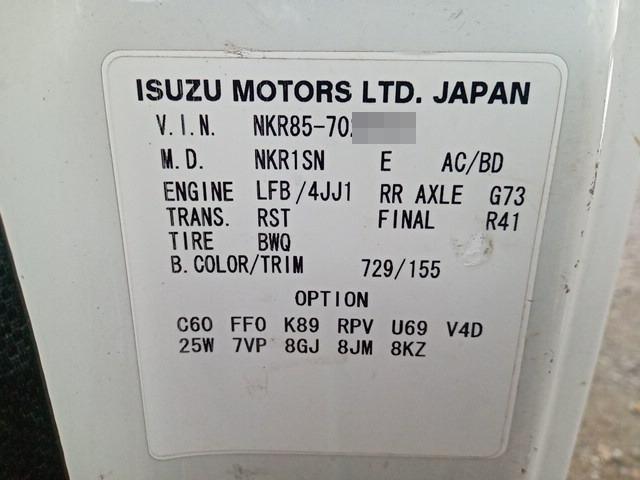 ISUZU MOTORS LTD. JAPAN
V.I.N. NKR85-702
M.D. NKR1SN E AC/BD
ENGINE LFB/4JJ1 RR AXLE G73
TRANS. RST FINAL R41
TIRE BWQ
B.COLOR/TRIM 729/155
OPTION
C60 FF0 K89 RPV U69 V4D
25W 7VP 8GJ 8JM 8KZ